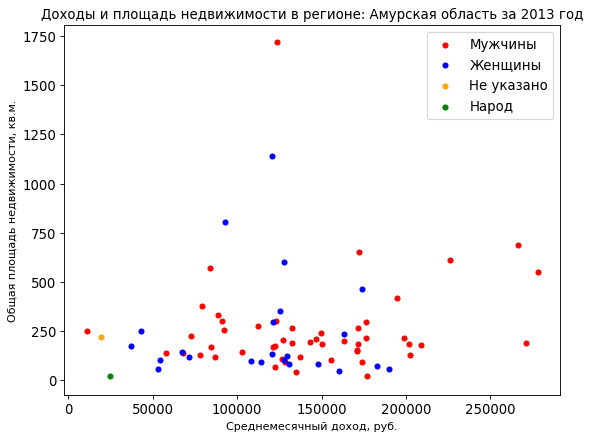 Доходы и площадь недвижимости в регионе: Амурская область за 2013 год
Мужчины
Женщины
Не указано
Народ
Общая площадь недвижимости, кв.м.
1750
1500
1250
1000
750
500
250
0
0 50000 100000 150000 200000 250000
Среднемесячный доход, руб.